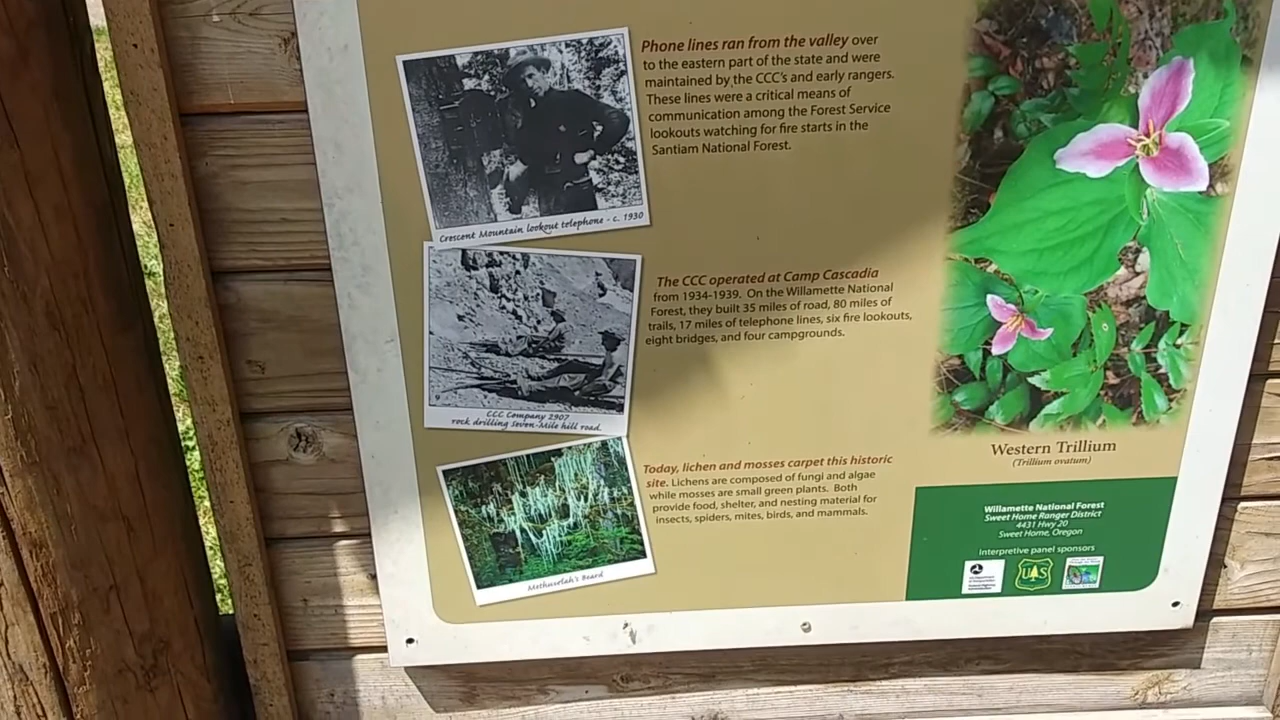 Phone lines ran from the valley over
to the eastern part of the state and were
maintained by the CCC's and early rangers.
These lines were a critical means of
communication among the Forest Service
lookouts watching for fire starts in the
Santiam National Forest.
Crescent Mountain lookout telephone - c. 1930
The CCC operated at Camp Cascadia
from 1934-1939. On the Willamette National
Forest, they built 35 miles of road, 80 miles of
trails, 17 miles of telephone lines, six fire lookouts,
eight bridges, and four campgrounds.
CCC Company 2907
rock drilling Seven-Mile hill road.
Today, lichen and mosses carpet this historic
site. Lichens are composed of fungi and algae
while mosses are small green plants. Both
provide food, shelter, and nesting material for
insects, spiders, mites, birds, and mammals.
Methuselah's Beard
Western Trillium
(Trillium ovatum)
Willamette National Forest
Sweet Home Ranger District
4431 Hwy 20
Sweet Home, Oregon
Interpretive panel sponsors
UAS